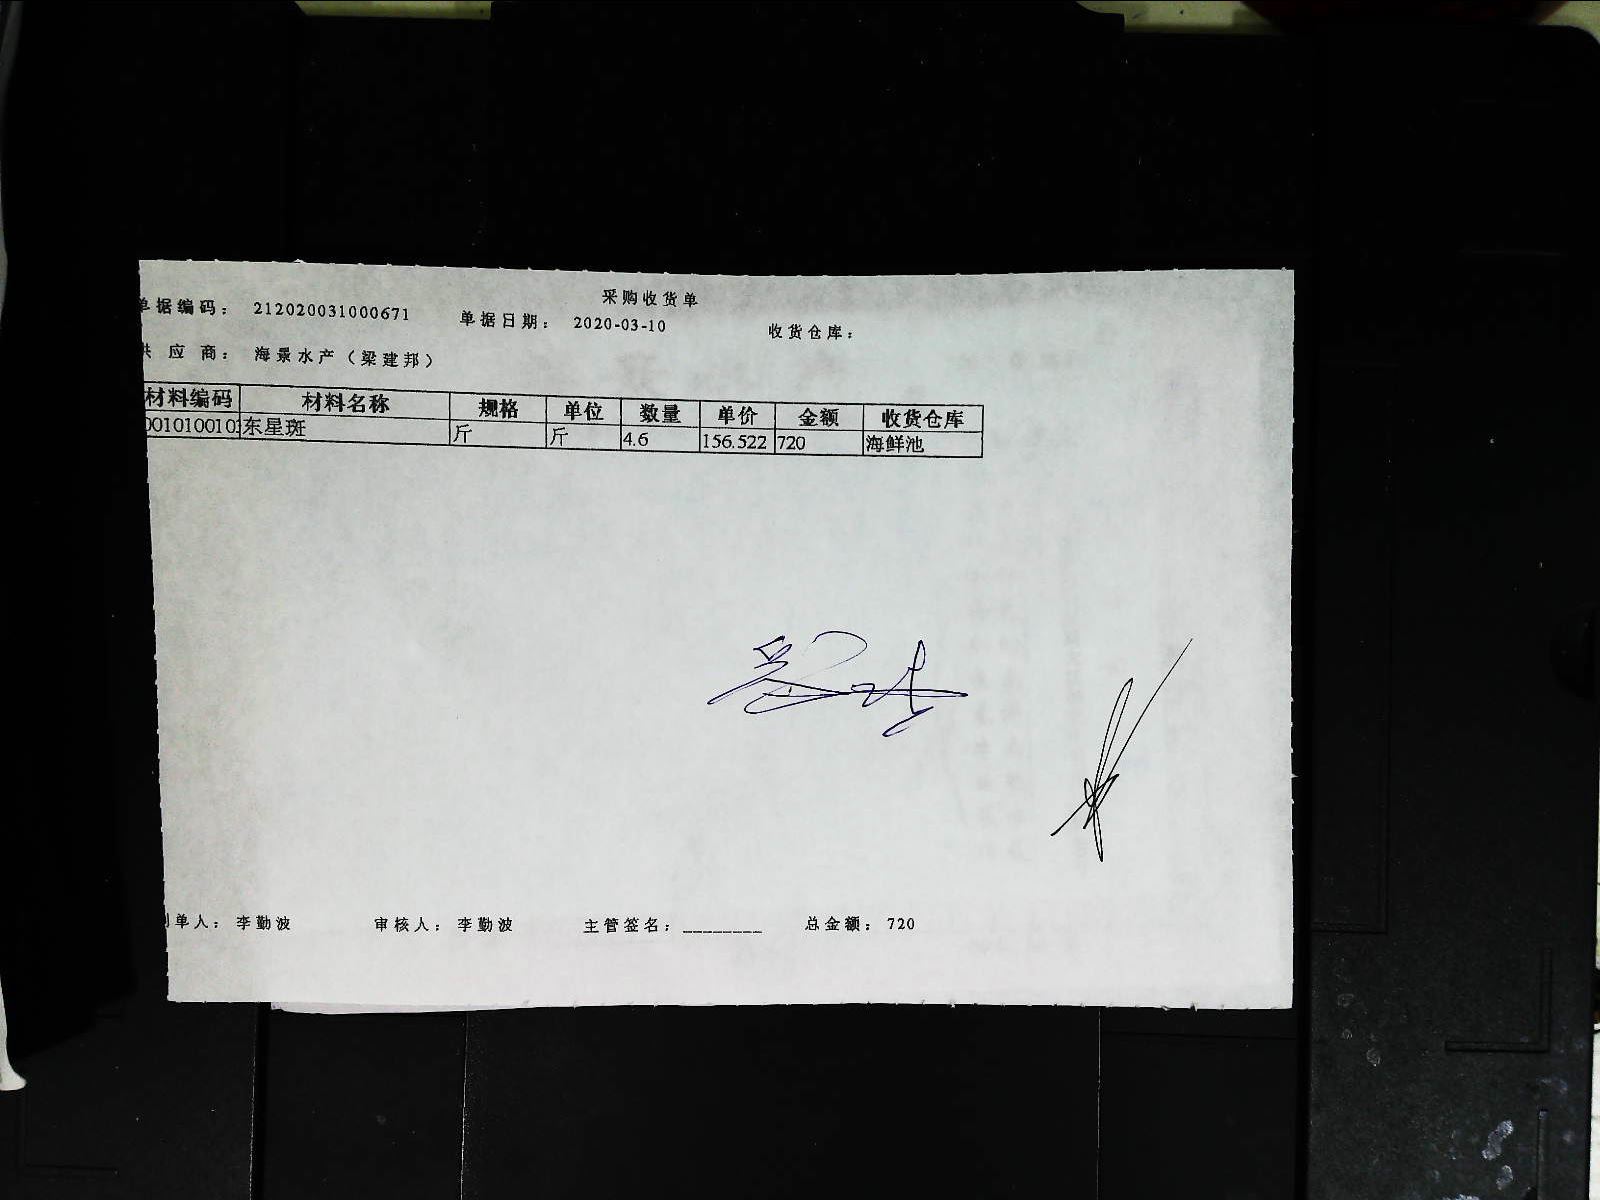 采购收货单
单据编码： 212020031000671 单据日期： 2020-03-10 收货仓库：
供 应 商： 海景水产（梁建邦）
材料编码 材料名称 规格 单位 数量 单价 金额 收货仓库
东星斑 斤 斤 4.6 156.522 720 海鲜池
制单人： 李勤波 审核人： 李勤波 主管签名：________ 总金额： 720